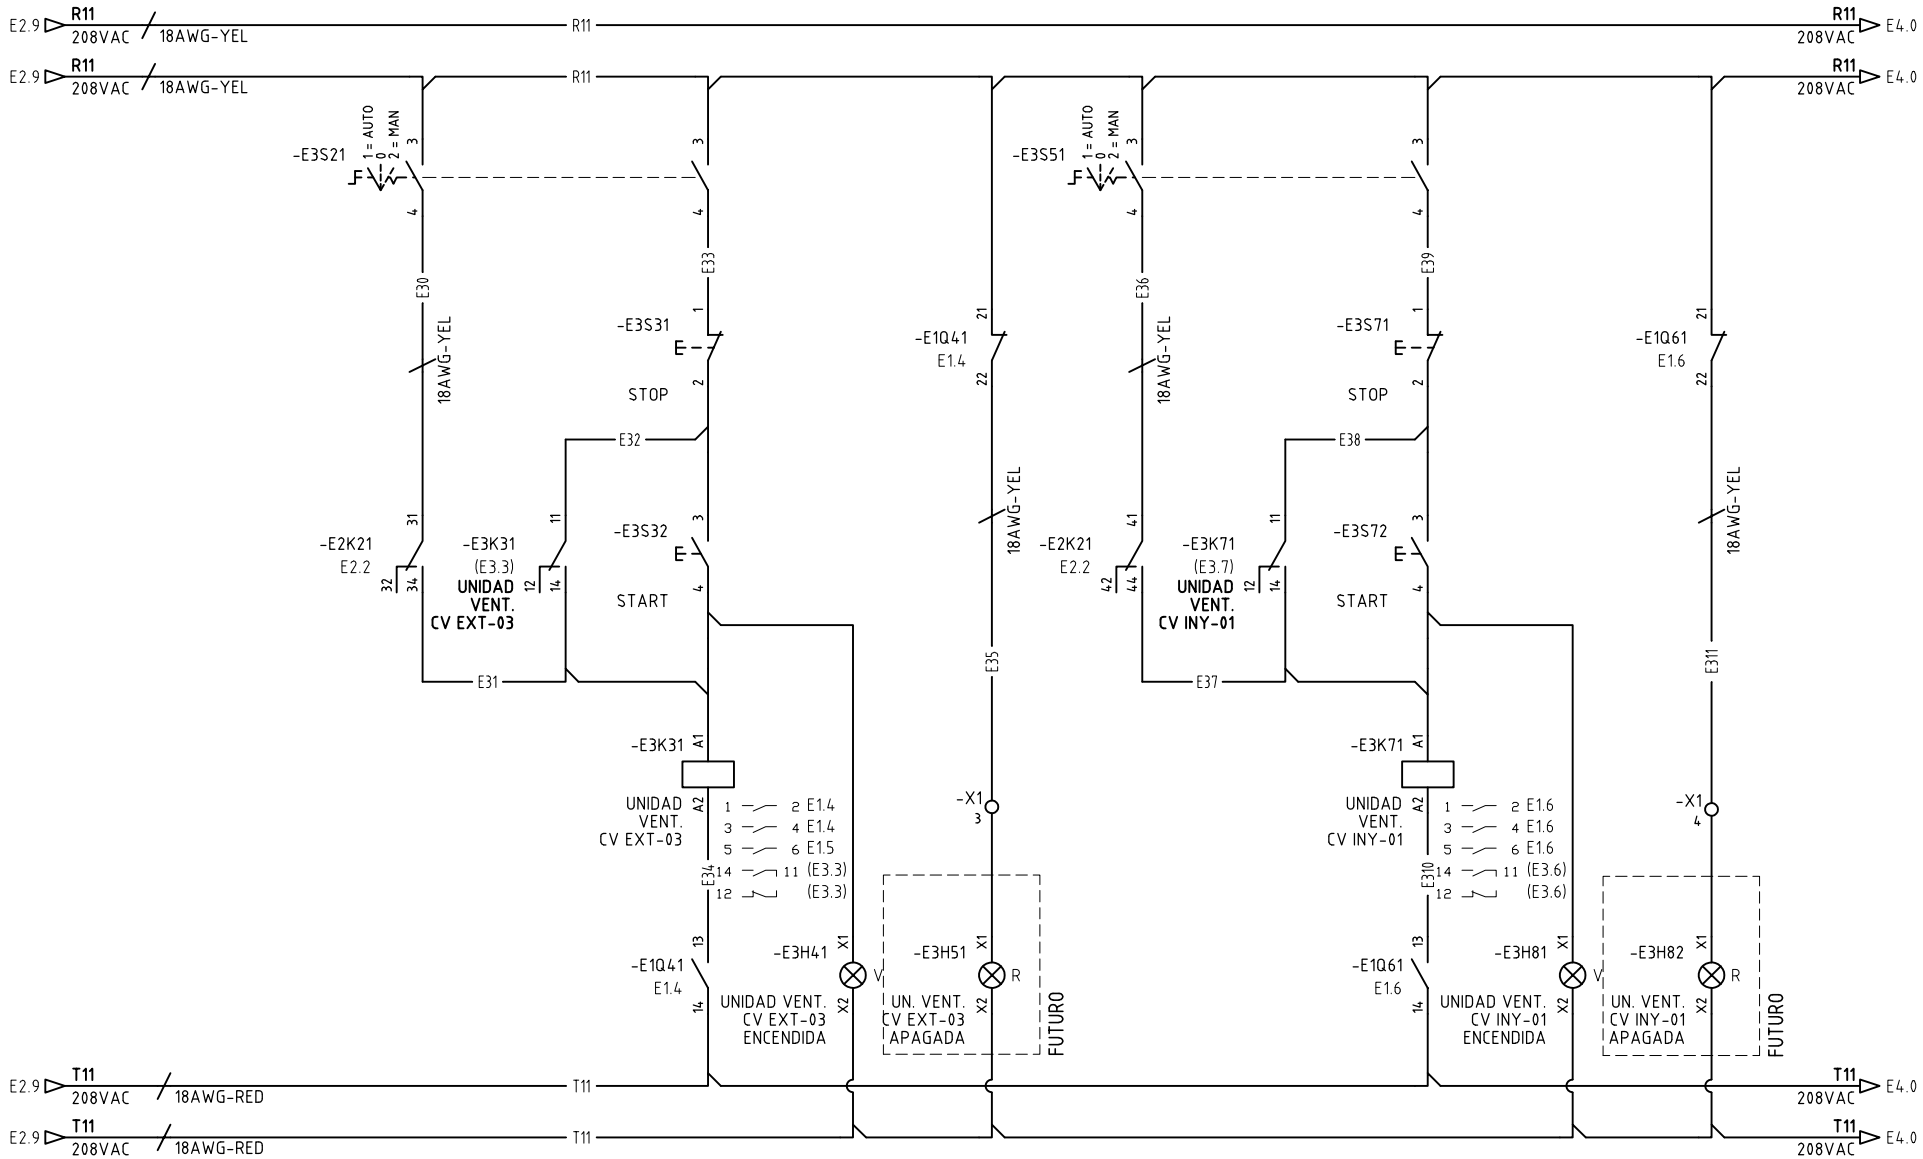 E2.9 R11 R11 R11 E4.0
208VAC 18AWG-YEL 208VAC
E2.9 R11 R11 R11 E4.0
208VAC 18AWG-YEL 208VAC
-E3S21
1 = AUTO
0
2 = MAN
3
4
3
4
E30
18AWG-YEL
E33
-E3S31
1
2
STOP
E32
-E2K21
E2.2
31
32
34
-E3K31
(E3.3)
UNIDAD
VENT.
CV EXT-03
11
12
14
-E3S32
3
4
START
E31
-E3K31
A1
A2
UNIDAD
VENT.
CV EXT-03
1 2 E1.4
3 4 E1.4
5 6 E1.5
14 11 (E3.3)
12 (E3.3)
E34
-E1Q41
E1.4
13
14
-E3H41
X1
X2
V
UNIDAD VENT.
CV EXT-03
ENCENDIDA
-E1Q41
E1.4
21
22
18AWG-YEL
E35
-X1
3
-E3H51
X1
X2
R
UN. VENT.
CV EXT-03
APAGADA
FUTURO
-E3S51
1 = AUTO
0
2 = MAN
3
4
3
4
E36
18AWG-YEL
E39
-E3S71
1
2
STOP
E38
-E2K21
E2.2
41
42
44
-E3K71
(E3.7)
UNIDAD
VENT.
CV INY-01
11
12
14
-E3S72
3
4
START
E37
-E3K71
A1
A2
UNIDAD
VENT.
CV INY-01
1 2 E1.6
3 4 E1.6
5 6 E1.6
14 11 (E3.6)
12 (E3.6)
E310
-E1Q61
E1.6
13
14
-E3H81
X1
X2
V
UNIDAD VENT.
CV INY-01
ENCENDIDA
-E1Q61
E1.6
21
22
18AWG-YEL
E311
-X1
4
-E3H82
X1
X2
R
UN. VENT.
CV INY-01
APAGADA
FUTURO
E2.9 T11 T11 T11 E4.0
208VAC 18AWG-RED 208VAC
E2.9 T11 T11 T11 E4.0
208VAC 18AWG-RED 208VAC